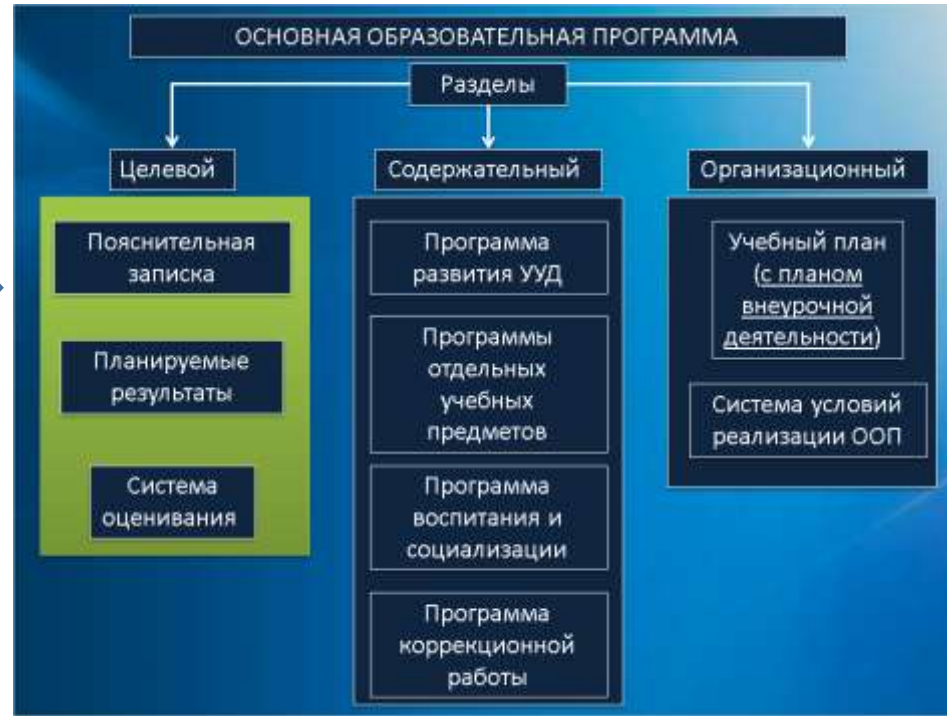 ОСНОВНАЯ ОБРАЗОВАТЕЛЬНАЯ ПРОГРАММА
Разделы
Целевой
Пояснительная
записка
Планируемые
результаты
Система
оценивания
Содержательный
Программа
развития УУД
Программы
отдельных
учебных
предметов
Программа
воспитания и
социализации
Программа
коррекционной
работы
Организационный
Учебный план
(с планом
внеурочной
деятельности)
Система условий
реализации ООП